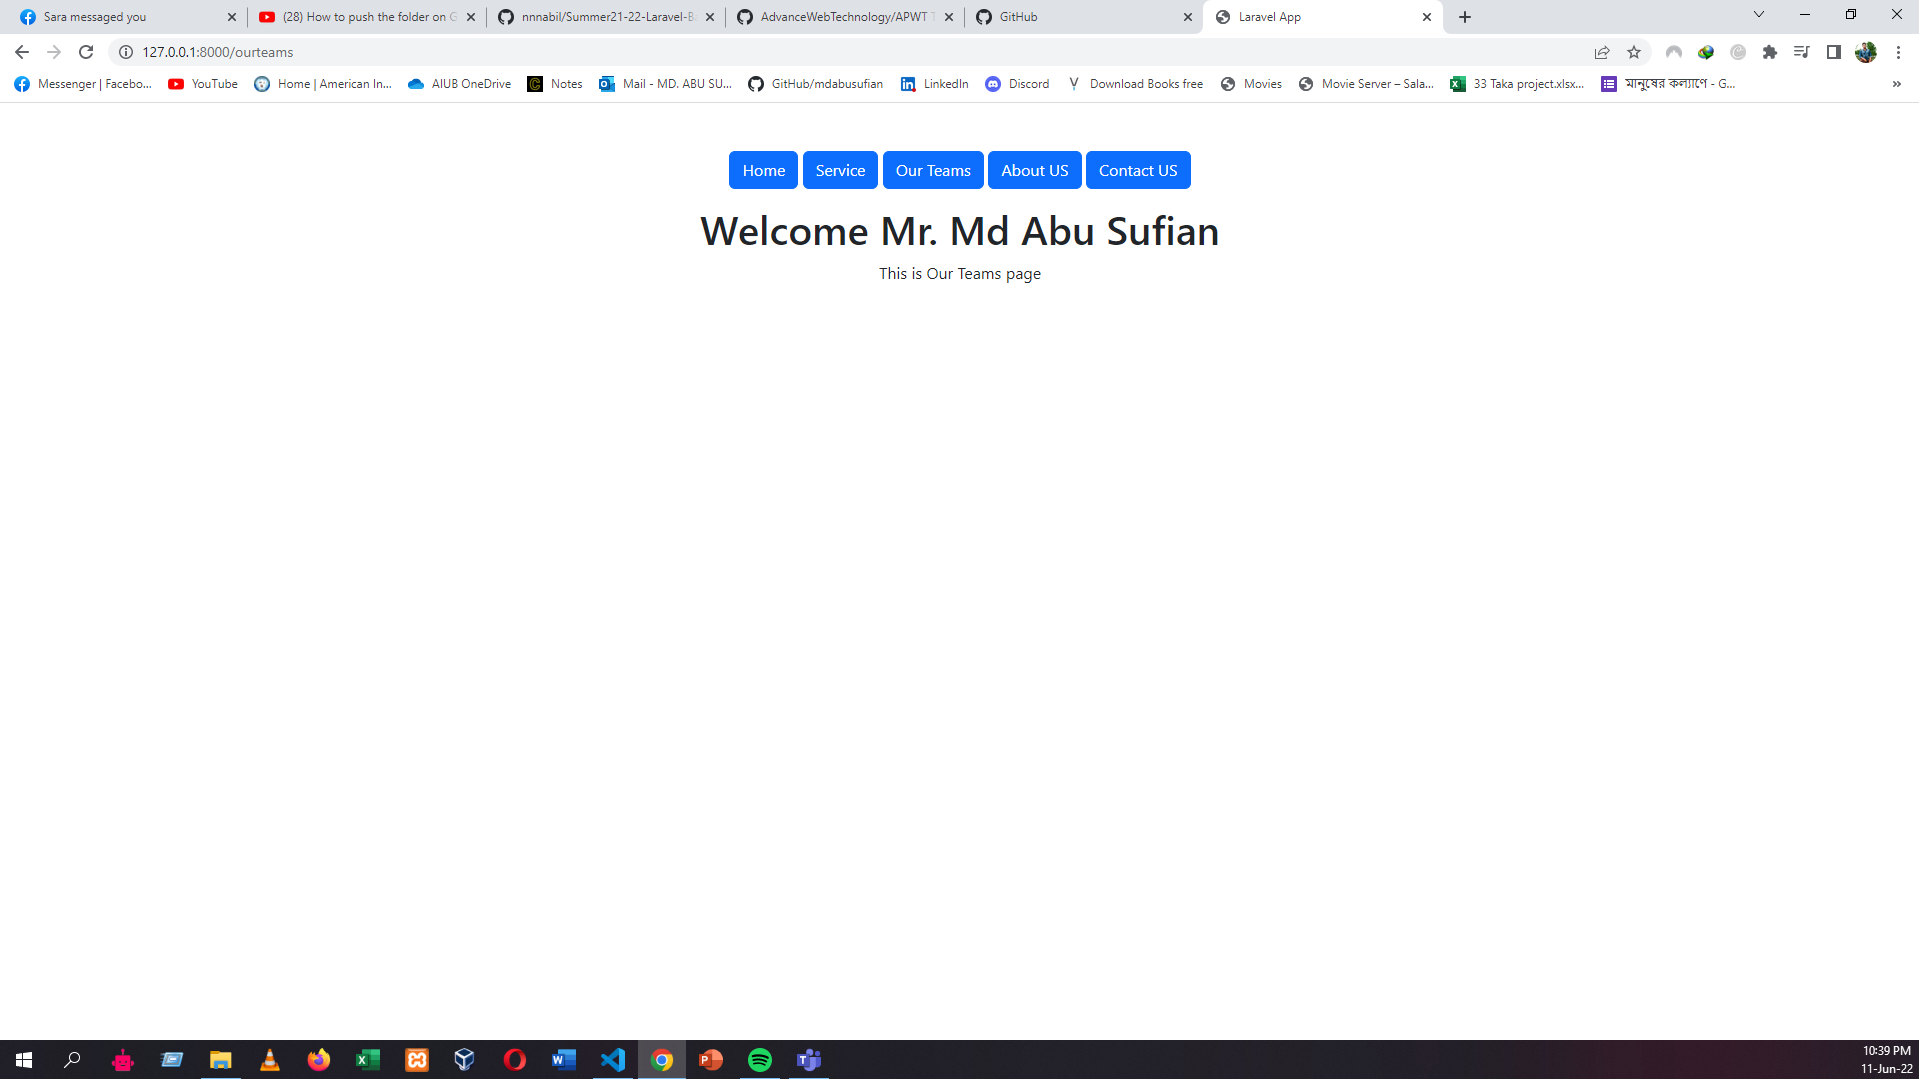 Sara messaged you
(28) How to push the folder on G
nnnabil/Summer21-22-Laravel-Ba
AdvanceWebTechnology/APWT T
GitHub
Laravel App
127.0.0.1:8000/ourteams
Messenger | Facebo...
YouTube
Home | American In...
AIUB OneDrive
Notes
Mail - MD. ABU SU...
GitHub/mdabusufian
LinkedIn
Discord
Download Books free
Movies
Movie Server – Sala...
33 Taka project.xlsx...
মানুষের কল্যাণে - G...
»
Home
Service
Our Teams
About US
Contact US
Welcome Mr. Md Abu Sufian
This is Our Teams page
10:39 PM
11-Jun-22